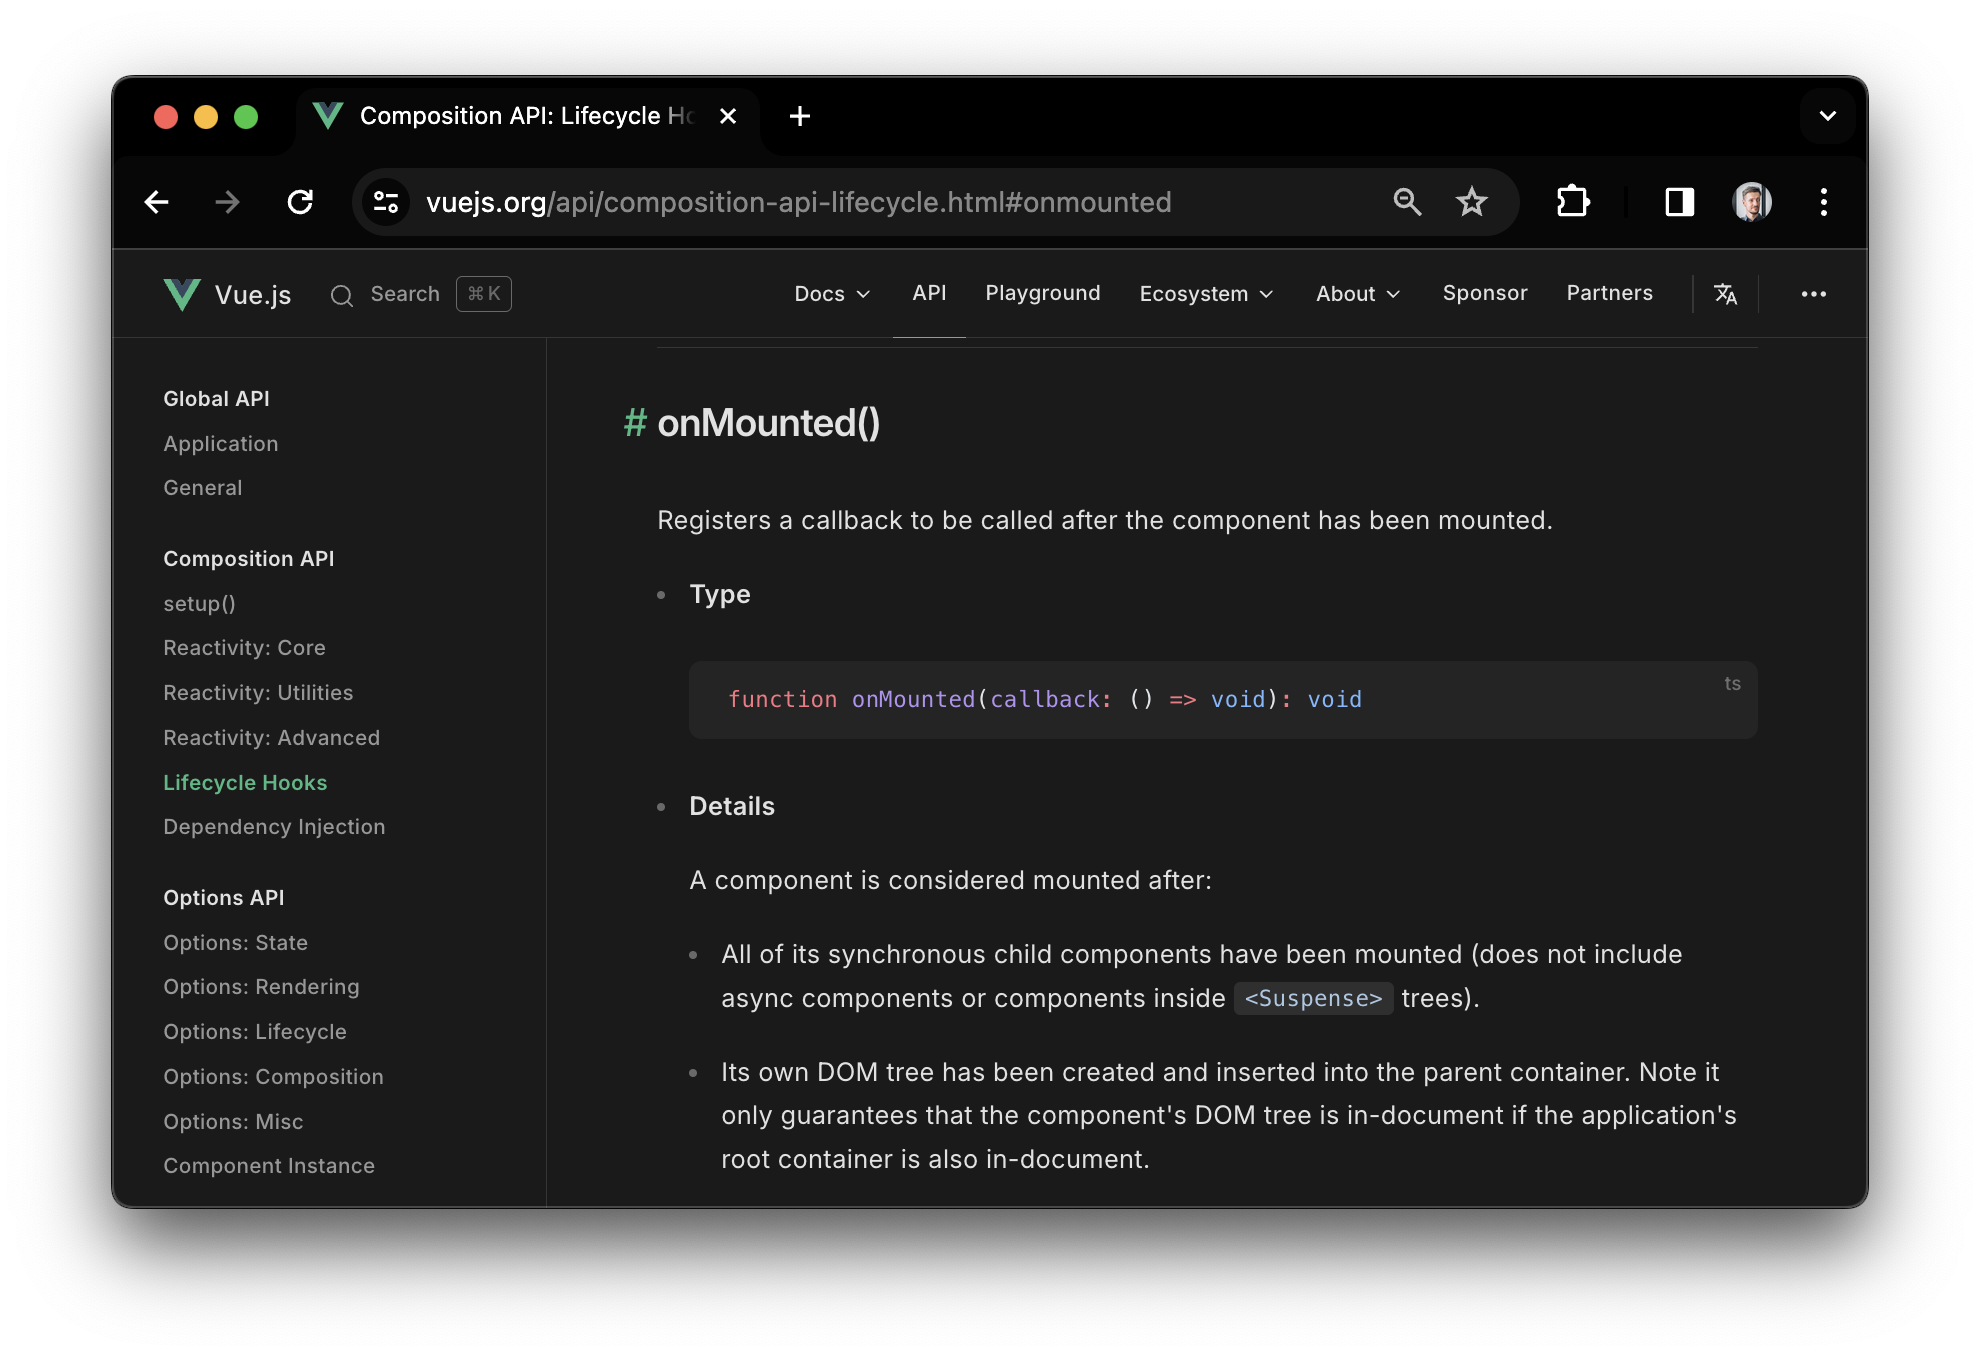 Composition API: Lifecycle Ho
vuejs.org/api/composition-api-lifecycle.html#onmounted
Vue.js
Search
⌘ K
Docs
API
Playground
Ecosystem
About
Sponsor
Partners
Global API
Application
General
Composition API
setup()
Reactivity: Core
Reactivity: Utilities
Reactivity: Advanced
Lifecycle Hooks
Dependency Injection
Options API
Options: State
Options: Rendering
Options: Lifecycle
Options: Composition
Options: Misc
Component Instance
# onMounted()
Registers a callback to be called after the component has been mounted.
Type
ts
function onMounted(callback: () => void): void
Details
A component is considered mounted after:
All of its synchronous child components have been mounted (does not include
async components or components inside <Suspense> trees).
Its own DOM tree has been created and inserted into the parent container. Note it
only guarantees that the component's DOM tree is in-document if the application's
root container is also in-document.